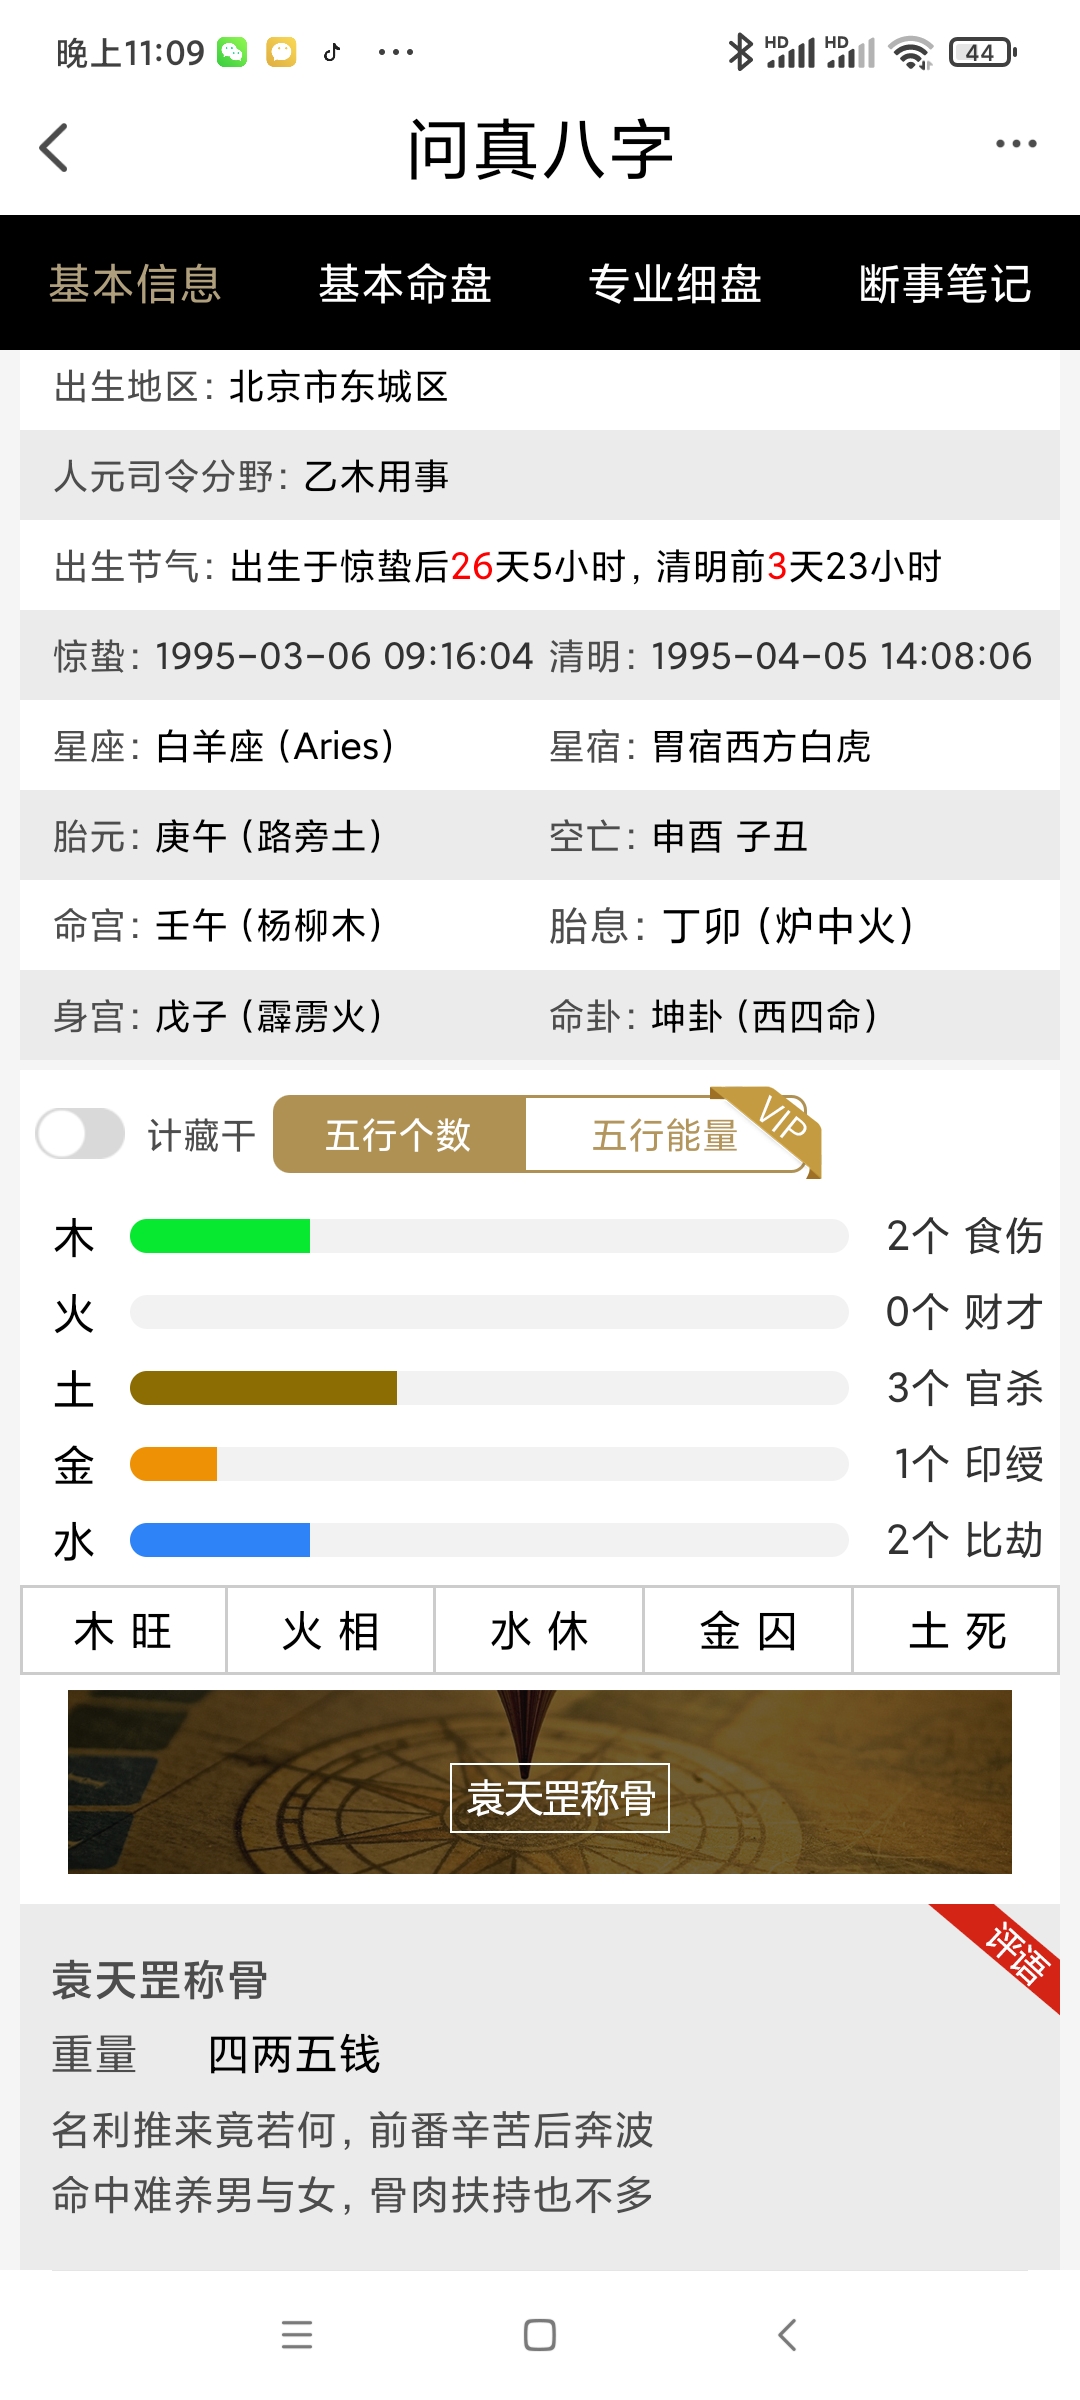 晚上11:09 ··· HD HD 44
问真八字 ···
基本信息 基本命盘 专业细盘 断事笔记
出生地区: 北京市东城区
人元司令分野: 乙木用事
出生节气: 出生于惊蛰后26天5小时, 清明前3天23小时
惊蛰: 1995-03-06 09:16:04 清明: 1995-04-05 14:08:06
星座: 白羊座 (Aries) 星宿: 胃宿西方白虎
胎元: 庚午 (路旁土) 空亡: 申酉 子丑
命宫: 壬午 (杨柳木) 胎息: 丁卯 (炉中火)
身宫: 戊子 (霹雳火) 命卦: 坤卦 (西四命)
计藏干 五行个数 五行能量 VIP
木 2个 食伤
火 0个 财才
土 3个 官杀
金 1个 印绶
水 2个 比劫
木 旺 火 相 水 休 金 囚 土 死
袁天罡称骨
评语
袁天罡称骨
重量 四两五钱
名利推来竟若何, 前番辛苦后奔波
命中难养男与女, 骨肉扶持也不多